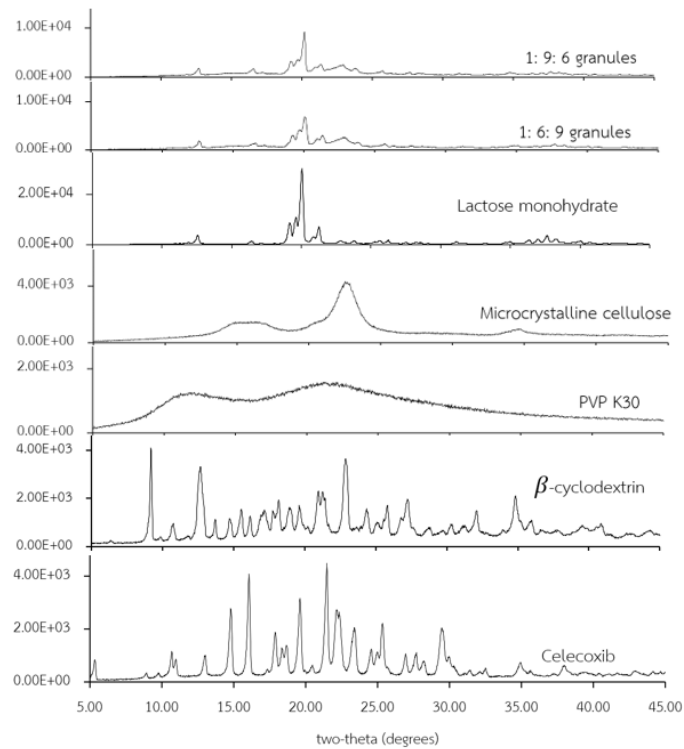 1.00E+04
0.00E+00
1: 9: 6 granules
1.00E+04
0.00E+00
1: 6: 9 granules
2.00E+04
0.00E+00
Lactose monohydrate
4.00E+03
0.00E+00
Microcrystalline cellulose
2.00E+03
0.00E+00
PVP K30
4.00E+03
2.00E+03
0.00E+00
β-cyclodextrin
4.00E+03
2.00E+03
0.00E+00
Celecoxib
5.00 10.00 15.00 20.00 25.00 30.00 35.00 40.00 45.00
two-theta (degrees)